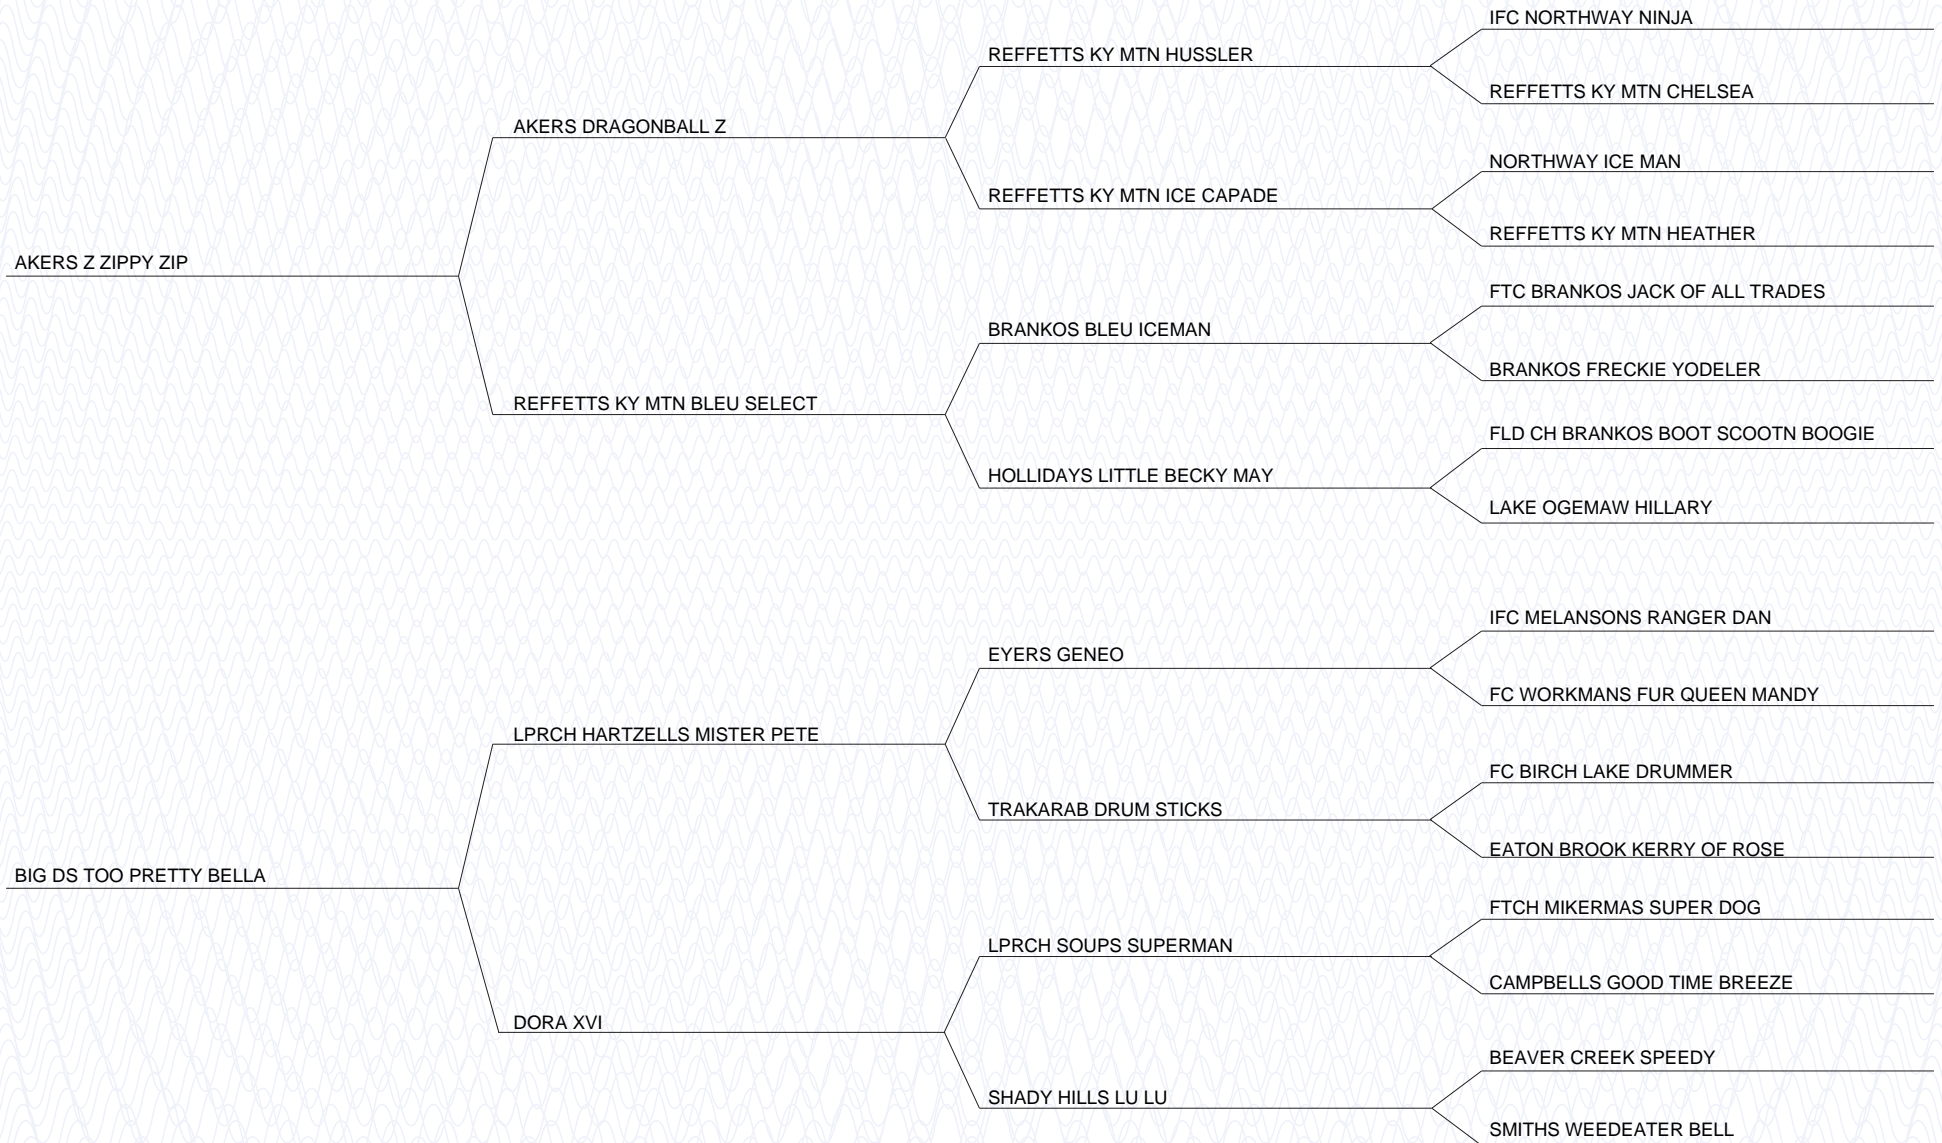 IFC NORTHWAY NINJA
REFFETTS KY MTN HUSSLER
REFFETTS KY MTN CHELSEA
AKERS DRAGONBALL Z
NORTHWAY ICE MAN
REFFETTS KY MTN ICE CAPADE
REFFETTS KY MTN HEATHER
AKERS Z ZIPPY ZIP
FTC BRANKOS JACK OF ALL TRADES
BRANKOS BLEU ICEMAN
BRANKOS FRECKIE YODELER
REFFETTS KY MTN BLEU SELECT
FLD CH BRANKOS BOOT SCOOTN BOOGIE
HOLLIDAYS LITTLE BECKY MAY
LAKE OGEMAW HILLARY
IFC MELANSONS RANGER DAN
EYERS GENEO
FC WORKMANS FUR QUEEN MANDY
LPRCH HARTZELLS MISTER PETE
FC BIRCH LAKE DRUMMER
TRAKARAB DRUM STICKS
EATON BROOK KERRY OF ROSE
BIG DS TOO PRETTY BELLA
FTCH MIKERMAS SUPER DOG
LPRCH SOUPS SUPERMAN
CAMPBELLS GOOD TIME BREEZE
DORA XVI
BEAVER CREEK SPEEDY
SHADY HILLS LU LU
SMITHS WEEDEATER BELL